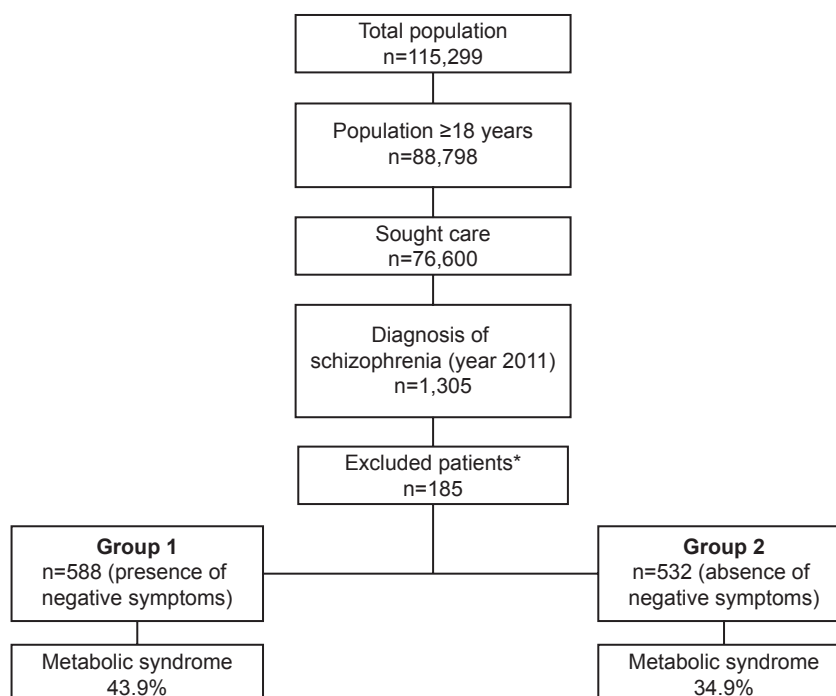 Total population
n=115,299
Population ≥18 years
n=88,798
Sought care
n=76,600
Diagnosis of
schizophrenia (year 2011)
n=1,305
Excluded patients*
n=185
Group 1
n=588 (presence of
negative symptoms)
Group 2
n=532 (absence of
negative symptoms)
Metabolic syndrome
43.9%
Metabolic syndrome
34.9%